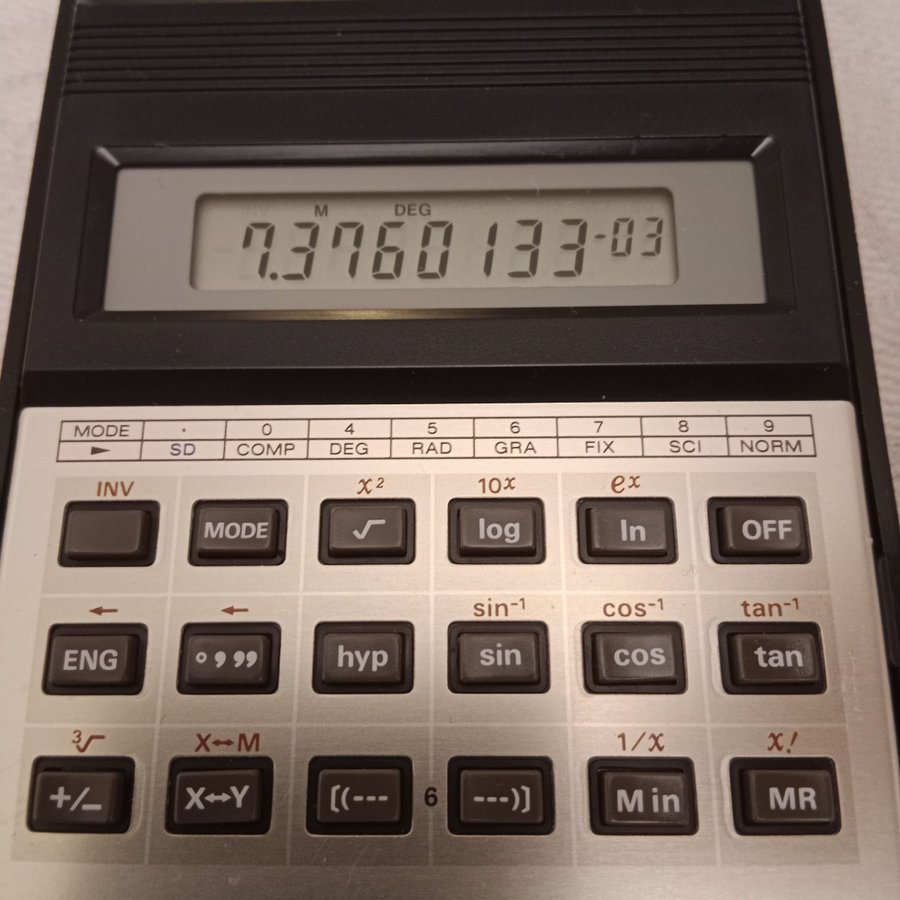 M DEG
7.3760133-03
MODE · 0 4 5 6 7 8 9
► SD COMP DEG RAD GRA FIX SCI NORM
INV x² 10ˣ eˣ
MODE √ log ln OFF
← ← sin⁻¹ cos⁻¹ tan⁻¹
ENG ° ’ ’’ hyp sin cos tan
³√ X↔M 1/x x!
+/− X↔Y [(--- 6 ---)] Min MR